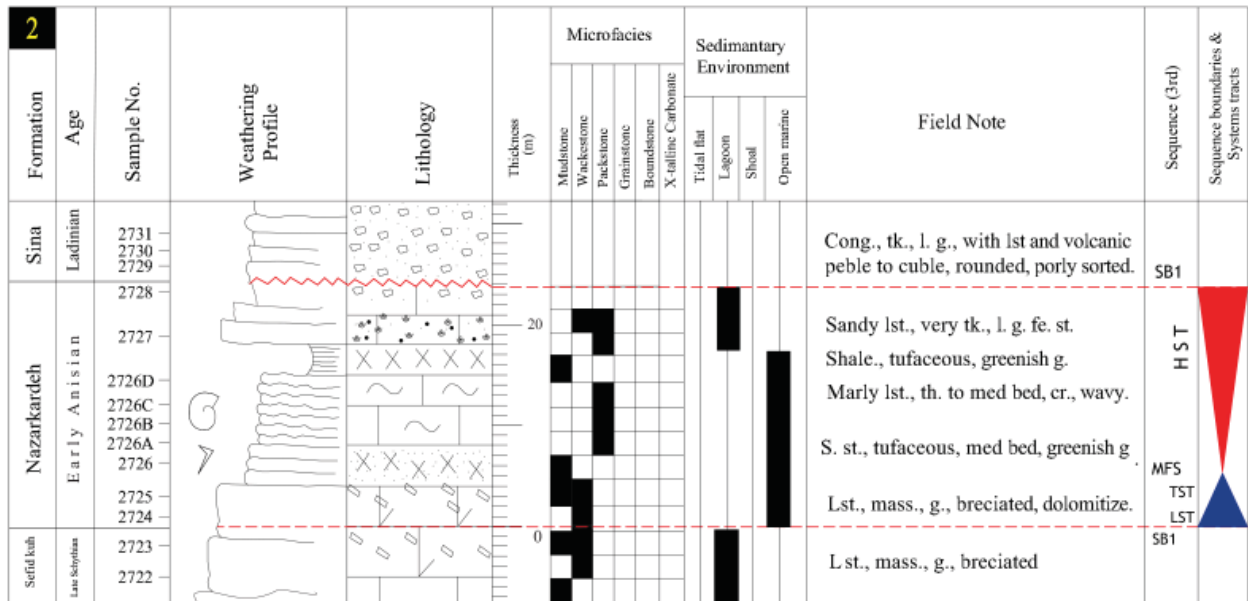 2
Formation
Age
Sample No.
Weathering
Profile
Lithology
Thickness
(m)
Microfacies
Mudstone
Wackestone
Packstone
Grainstone
Boundstone
X-talline Carbonate
Sedimantary
Environment
Tidal flat
Lagoon
Shoal
Open marine
Field Note
Sequence (3rd)
Sequence boundaries &
Systems tracts
Sina
Ladinian
2731
2730
2729
Cong., tk., l. g., with lst and volcanic
peble to cuble, rounded, porly sorted.
SB1
Nazarkardeh
Early Anisian
2728
2727
2726D
2726C
2726B
2726A
2726
2725
2724
20
Sandy lst., very tk., l. g. fe. st.
Shale., tufaceous, greenish g.
Marly lst., th. to med bed, cr., wavy.
S. st., tufaceous, med bed, greenish g .
Lst., mass., g., breciated, dolomitize.
HST
MFS
TST
LST
Sefid kuh
Late Schythian
2723
2722
0
L st., mass., g., breciated
SB1